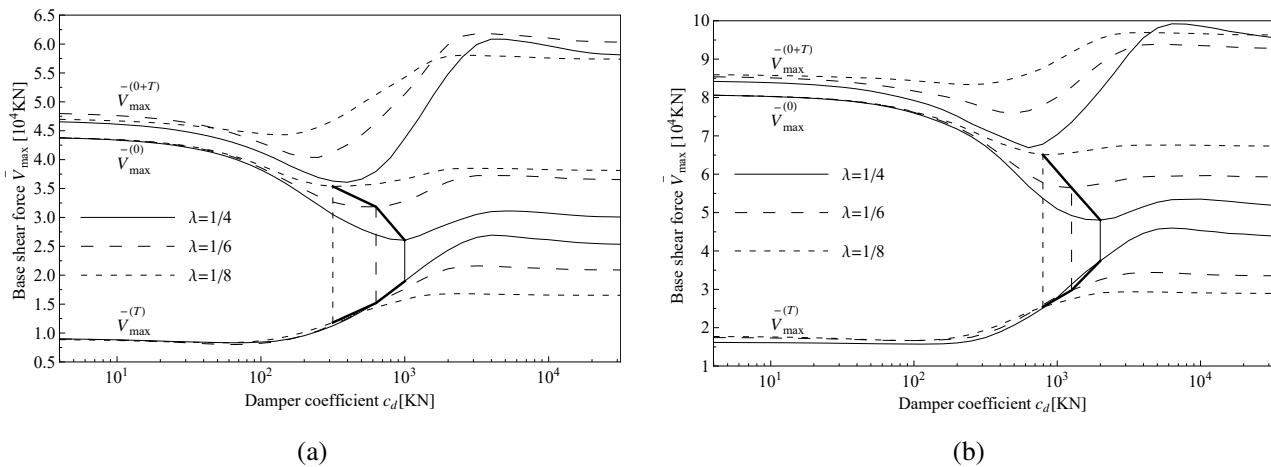 6.5
6.0
5.5
5.0
4.5
4.0
3.5
3.0
2.5
2.0
1.5
1.0
0.5
Base shear force V̄max [10⁴KN]
V̄max (0+T)
V̄max (0)
λ=1/4
λ=1/6
λ=1/8
V̄max (T)
10¹ 10² 10³ 10⁴
Damper coefficient c_d [KN]
(a)
10
9
8
7
6
5
4
3
2
1
Base shear force V̄max [10⁴KN]
V̄max (0+T)
V̄max (0)
λ=1/4
λ=1/6
λ=1/8
V̄max (T)
10¹ 10² 10³ 10⁴
Damper coefficient c_d [KN]
(b)